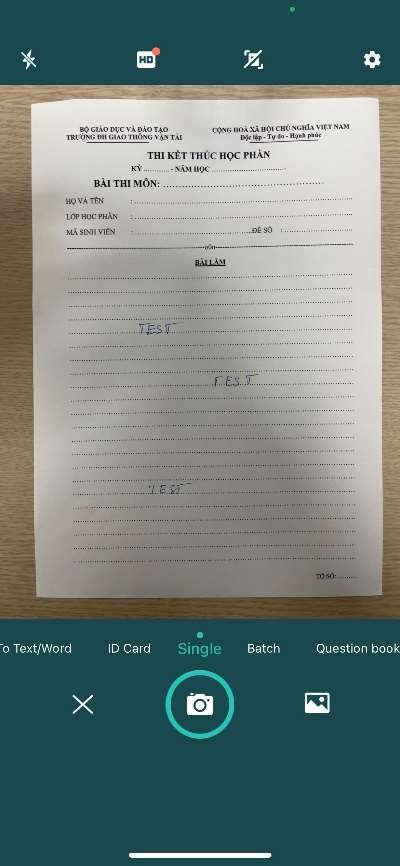 HD
BỘ GIÁO DỤC VÀ ĐÀO TẠO
TRƯỜNG ĐH GIAO THÔNG VẬN TẢI
CỘNG HOÀ XÃ HỘI CHỦ NGHĨA VIỆT NAM
Độc lập - Tự do - Hạnh phúc
THI KẾT THÚC HỌC PHẦN
KỲ ............ - NĂM HỌC ..............................
BÀI THI MÔN: ................................................
HỌ VÀ TÊN : ................................................
LỚP HỌC PHẦN : ................................................
MÃ SINH VIÊN : ................................ ĐỀ SỐ : ....................
o0o
BÀI LÀM
TEST
TEST
TEST
TỜ SỐ: ........
To Text/Word ID Card Single Batch Question book